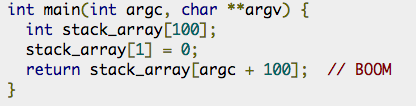 int main(int argc, char **argv) {
  int stack_array[100];
  stack_array[1] = 0;
  return stack_array[argc + 100];  // BOOM
}